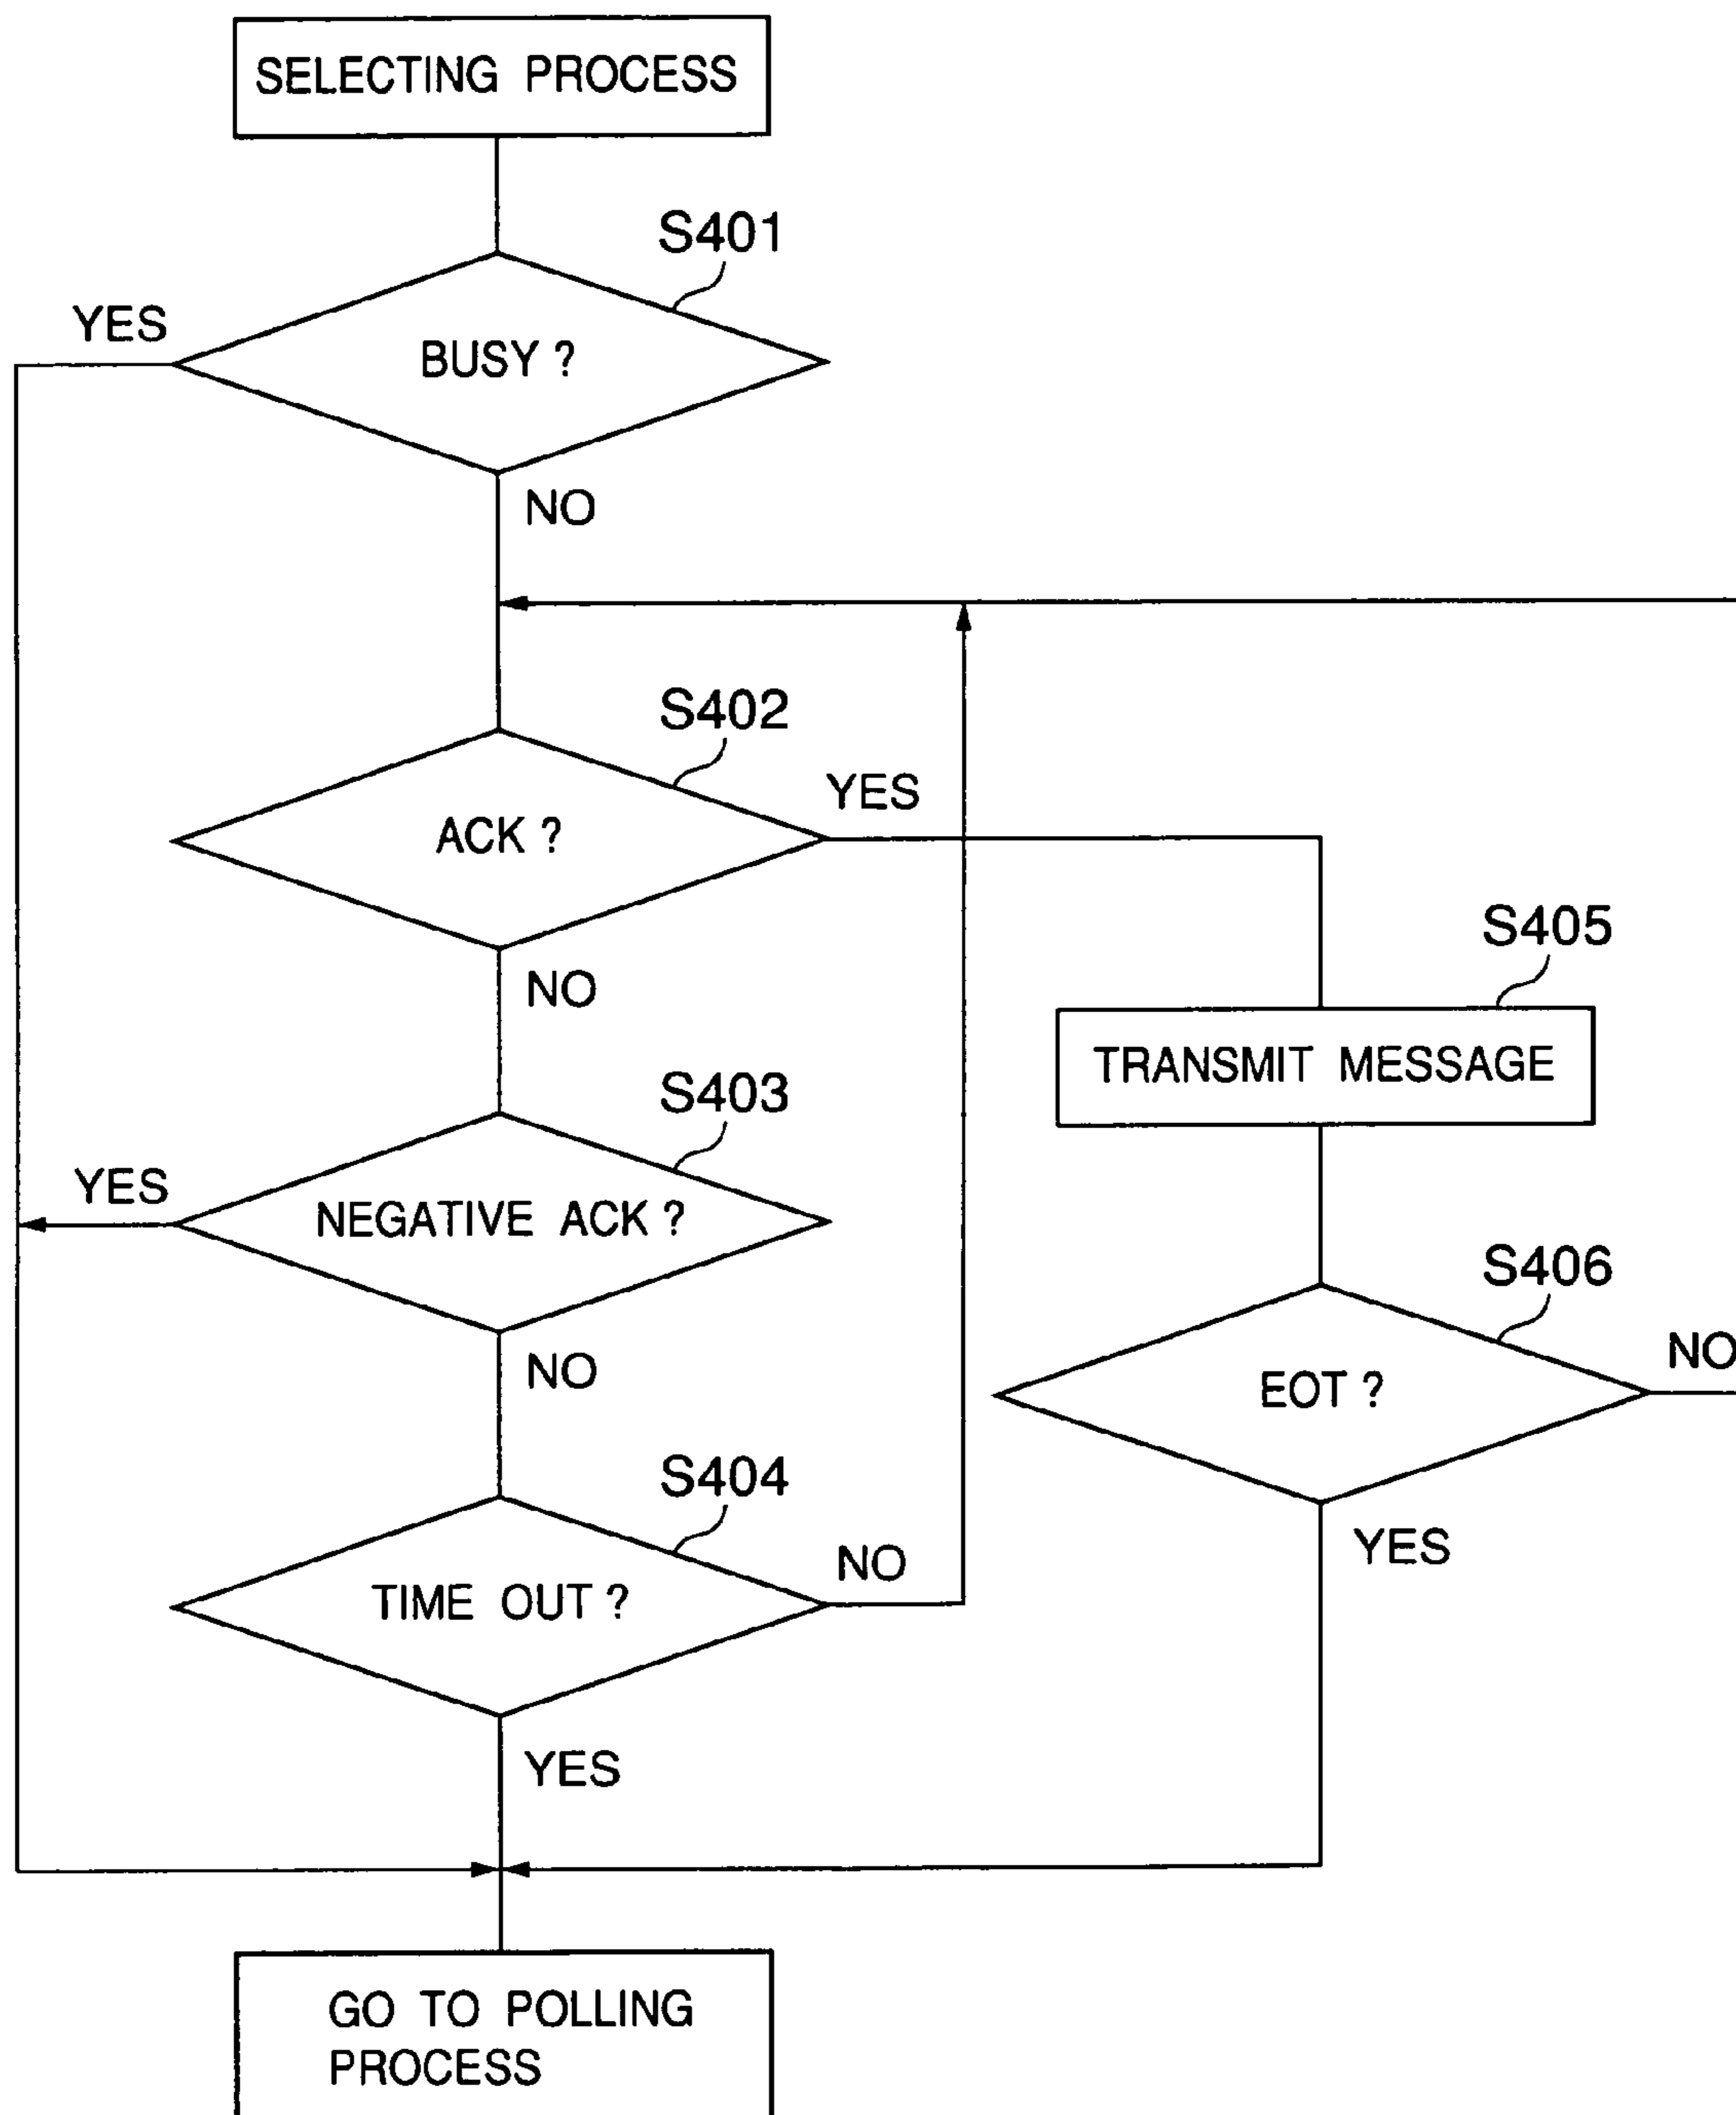 SELECTING PROCESS
S401
YES
BUSY ?
NO
S402
YES
ACK ?
NO
S405
TRANSMIT MESSAGE
S403
YES
NEGATIVE ACK ?
NO
S406
NO
EOT ?
YES
S404
NO
TIME OUT ?
YES
GO TO POLLING
PROCESS